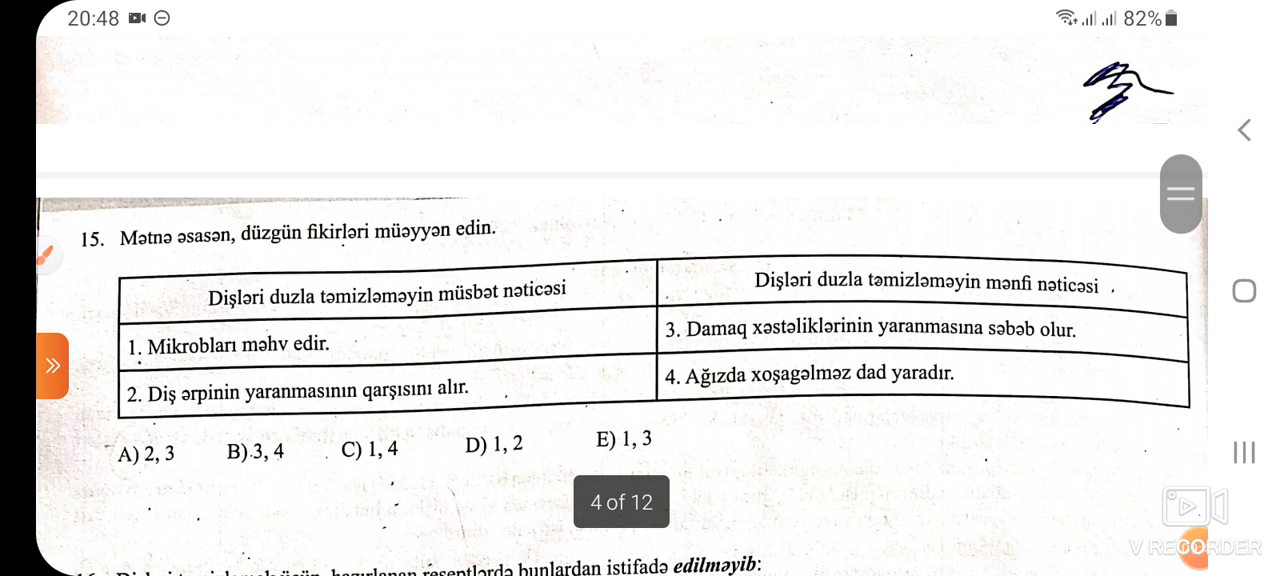 20:48
82%
15. Mətnə əsasən, düzgün fikirləri müəyyən edin.
Dişləri duzla təmizləməyin müsbət nəticəsi
Dişləri duzla təmizləməyin mənfi nəticəsi
1. Mikrobları məhv edir.
3. Damaq xəstəliklərinin yaranmasına səbəb olur.
2. Diş ərpinin yaranmasının qarşısını alır.
4. Ağızda xoşagəlməz dad yaradır.
A) 2, 3 B) 3, 4 C) 1, 4 D) 1, 2 E) 1, 3
4 of 12
reseptlərdə bunlardan istifadə edilməyib:
V RECORDER